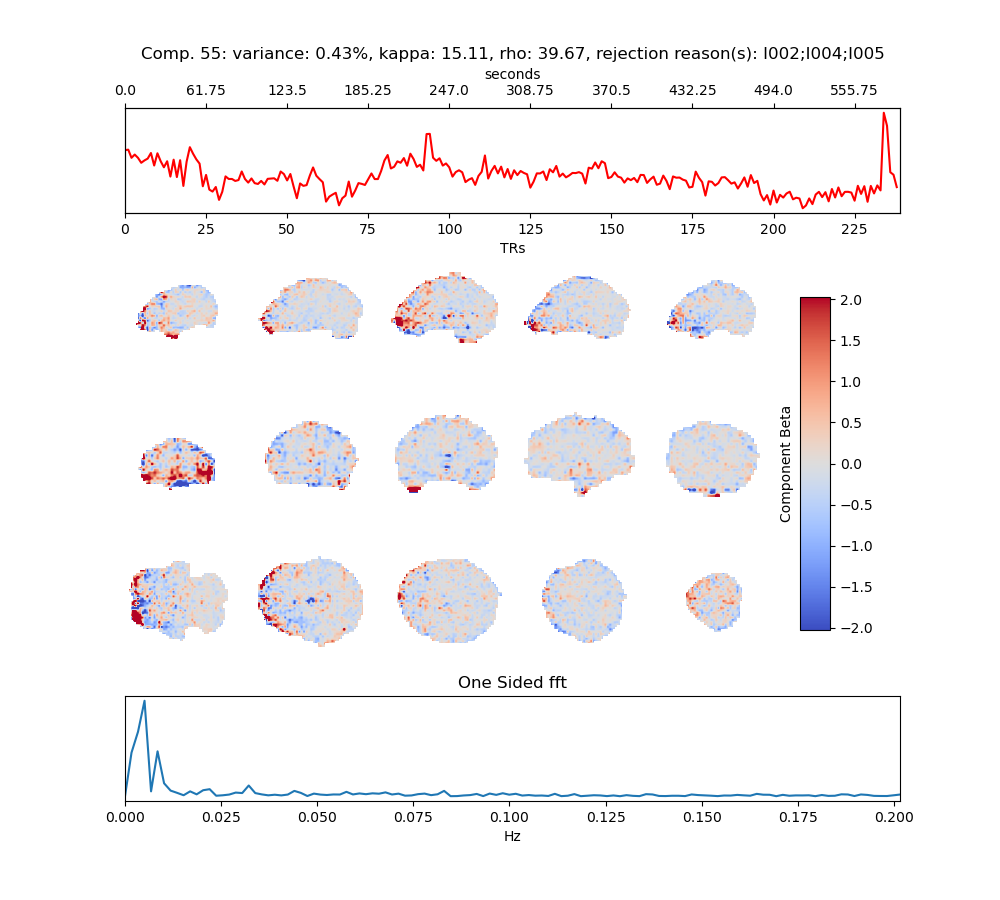 Comp. 55: variance: 0.43%, kappa: 15.11, rho: 39.67, rejection reason(s): I002;I004;I005
seconds
0.0 61.75 123.5 185.25 247.0 308.75 370.5 432.25 494.0 555.75
0 25 50 75 100 125 150 175 200 225
TRs
2.0
1.5
1.0
0.5
0.0
−0.5
−1.0
−1.5
−2.0
Component Beta
One Sided fft
0.000 0.025 0.050 0.075 0.100 0.125 0.150 0.175 0.200
Hz